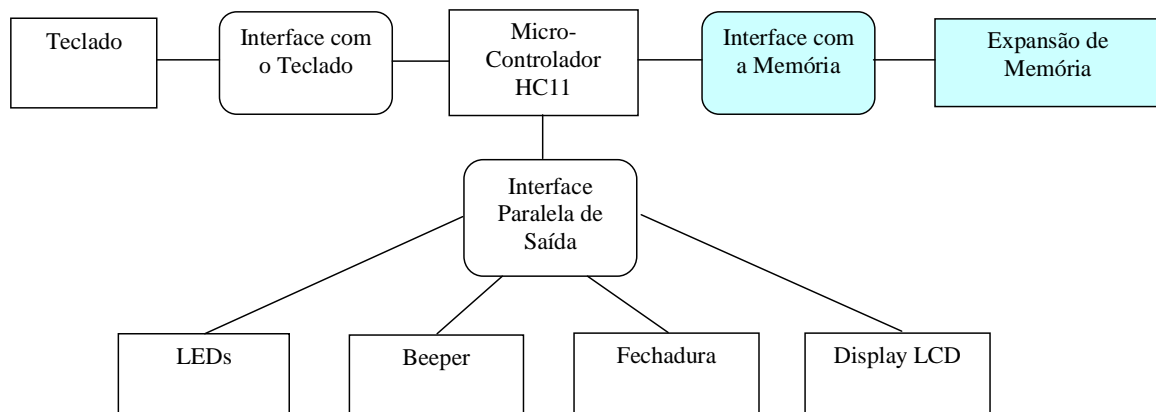 Teclado
Interface com
o Teclado
Micro-
Controlador
HC11
Interface com
a Memória
Expansão de
Memória
Interface
Paralela de
Saída
LEDs
Beeper
Fechadura
Display LCD